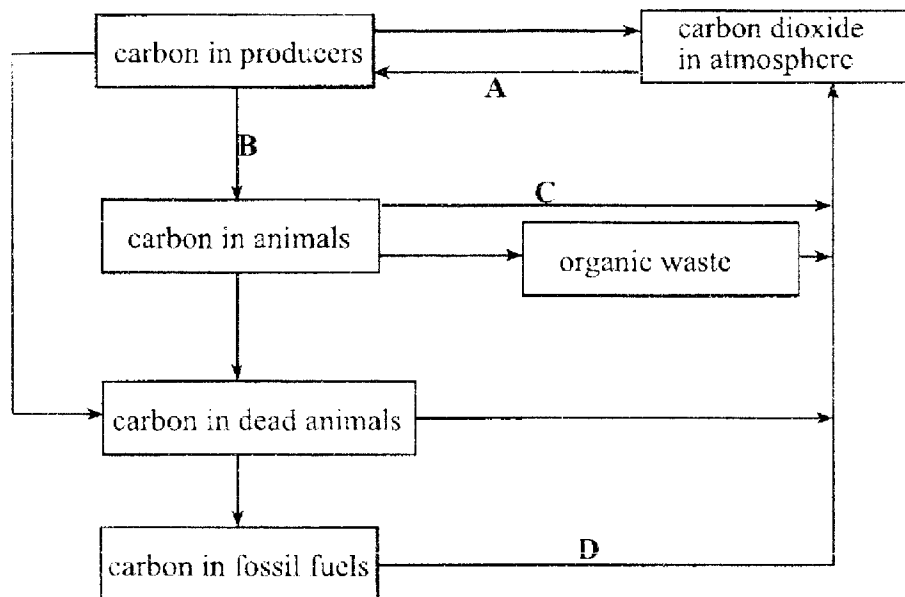 carbon in producers
carbon dioxide
in atmosphere
A
B
C
carbon in animals
organic waste
carbon in dead animals
D
carbon in fossil fuels